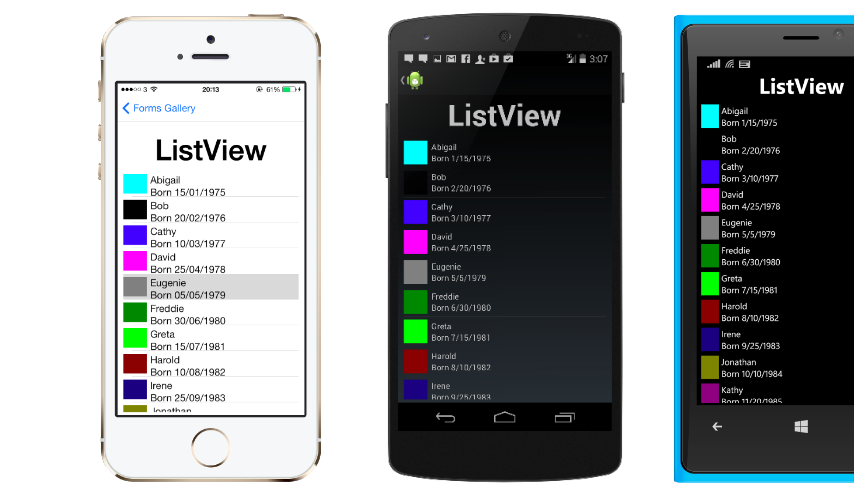 3 20:13 61%
Forms Gallery
ListView
Abigail
Born 15/01/1975
Bob
Born 20/02/1976
Cathy
Born 10/03/1977
David
Born 25/04/1978
Eugenie
Born 05/05/1979
Freddie
Born 30/06/1980
Greta
Born 15/07/1981
Harold
Born 10/08/1982
Irene
Born 25/09/1983
Jonathan
3:07
ListView
Abigail
Born 1/15/1975
Bob
Born 2/20/1976
Cathy
Born 3/10/1977
David
Born 4/25/1978
Eugenie
Born 5/5/1979
Freddie
Born 6/30/1980
Greta
Born 7/15/1981
Harold
Born 8/10/1982
Irene
Born 9/25/1983
ListView
Abigail
Born 1/15/1975
Bob
Born 2/20/1976
Cathy
Born 3/10/1977
David
Born 4/25/1978
Eugenie
Born 5/5/1979
Freddie
Born 6/30/1980
Greta
Born 7/15/1981
Harold
Born 8/10/1982
Irene
Born 9/25/1983
Jonathan
Born 10/10/1984
Kathy
Born 11/20/1985